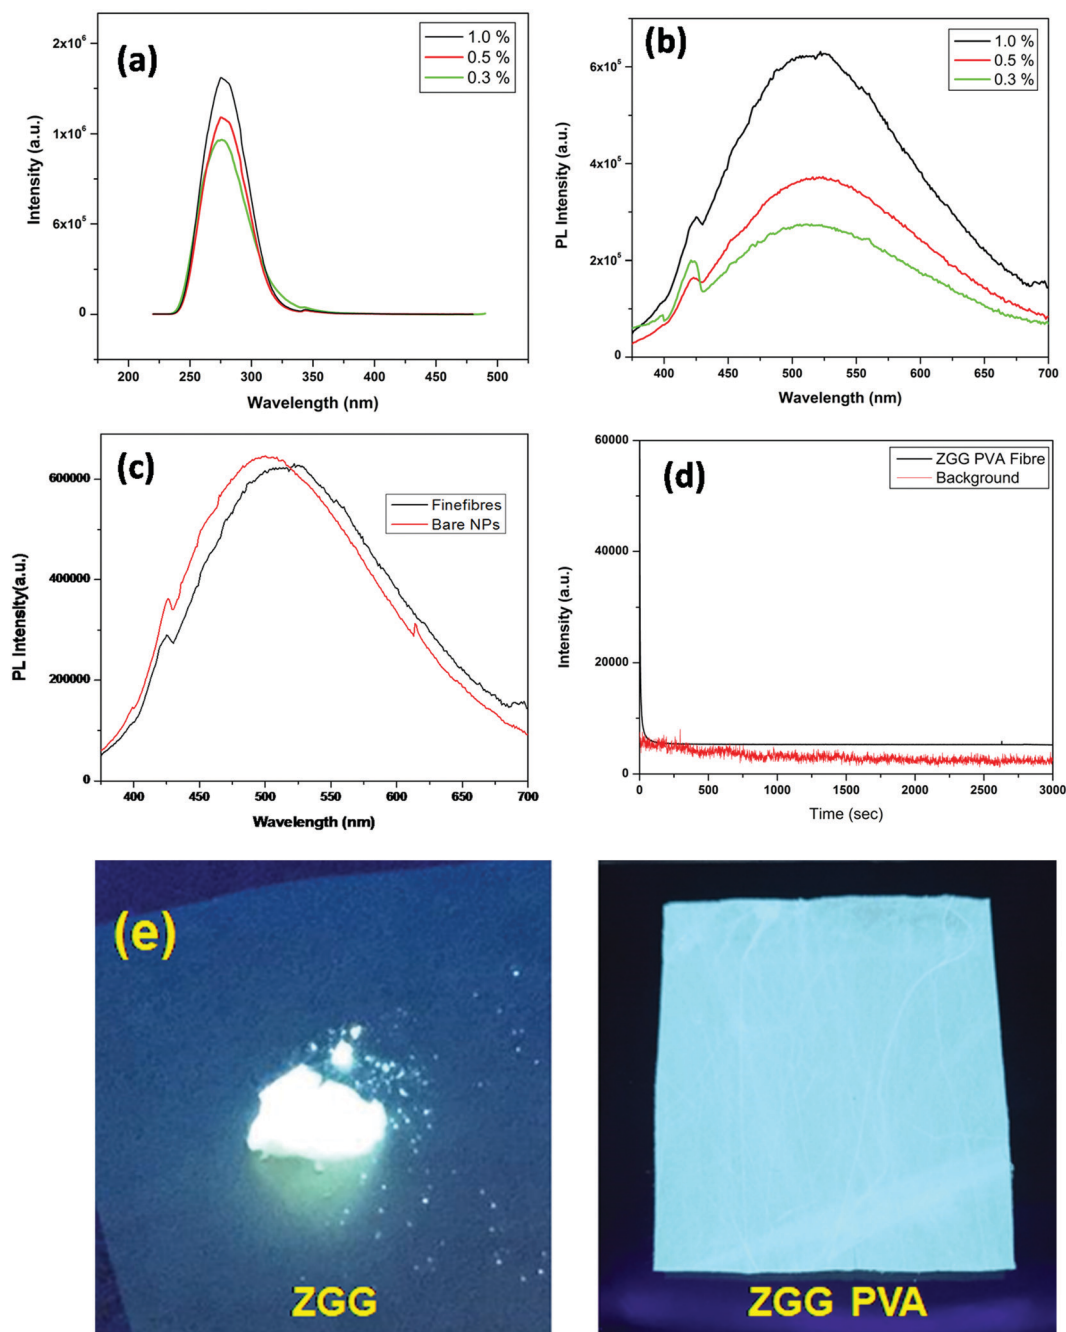 (a)
1.0 %
0.5 %
0.3 %
2x10⁶
1x10⁶
6x10⁵
0
Intensity (a.u.)
200 250 300 350 400 450 500
Wavelength (nm)
(b)
1.0 %
0.5 %
0.3 %
6x10⁵
4x10⁵
2x10⁵
0
PL Intensity (a.u.)
400 450 500 550 600 650 700
Wavelength (nm)
(c)
Finefibres
Bare NPs
600000
400000
200000
0
PL Intensity(a.u.)
400 450 500 550 600 650 700
Wavelength (nm)
(d)
ZGG PVA Fibre
Background
60000
40000
20000
0
Intensity (a.u.)
0 500 1000 1500 2000 2500 3000
Time (sec)
(e)
ZGG
ZGG PVA